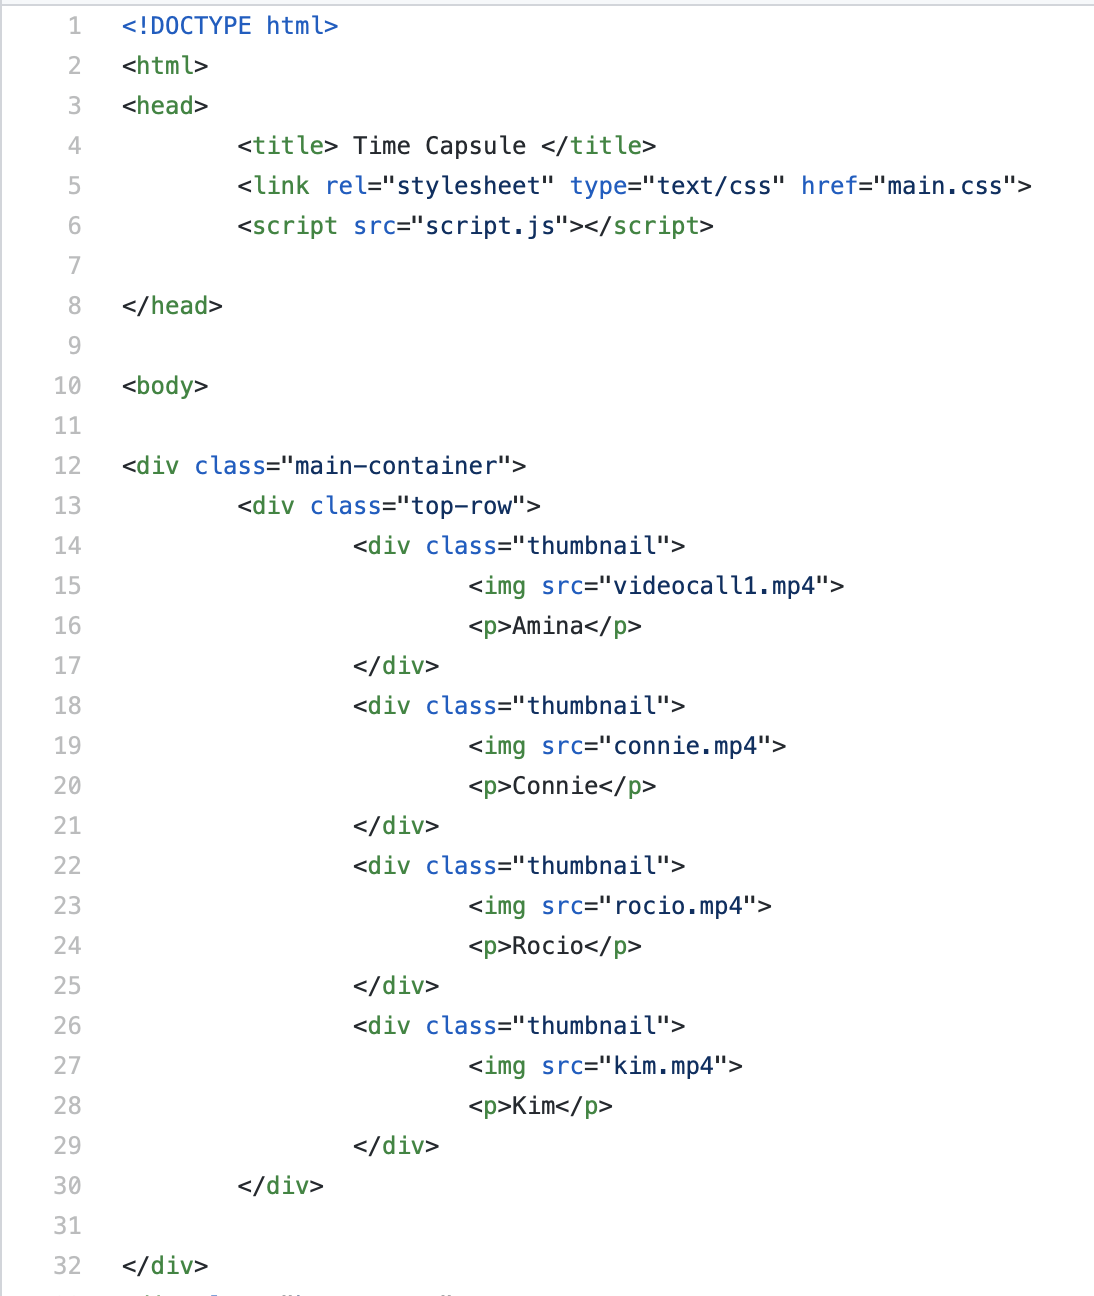 1 <!DOCTYPE html>
2 <html>
3 <head>
4 <title> Time Capsule </title>
5 <link rel="stylesheet" type="text/css" href="main.css">
6 <script src="script.js"></script>
7
8 </head>
9
10 <body>
11
12 <div class="main-container">
13 <div class="top-row">
14 <div class="thumbnail">
15 <img src="videocall1.mp4">
16 <p>Amina</p>
17 </div>
18 <div class="thumbnail">
19 <img src="connie.mp4">
20 <p>Connie</p>
21 </div>
22 <div class="thumbnail">
23 <img src="rocio.mp4">
24 <p>Rocio</p>
25 </div>
26 <div class="thumbnail">
27 <img src="kim.mp4">
28 <p>Kim</p>
29 </div>
30 </div>
31
32 </div>